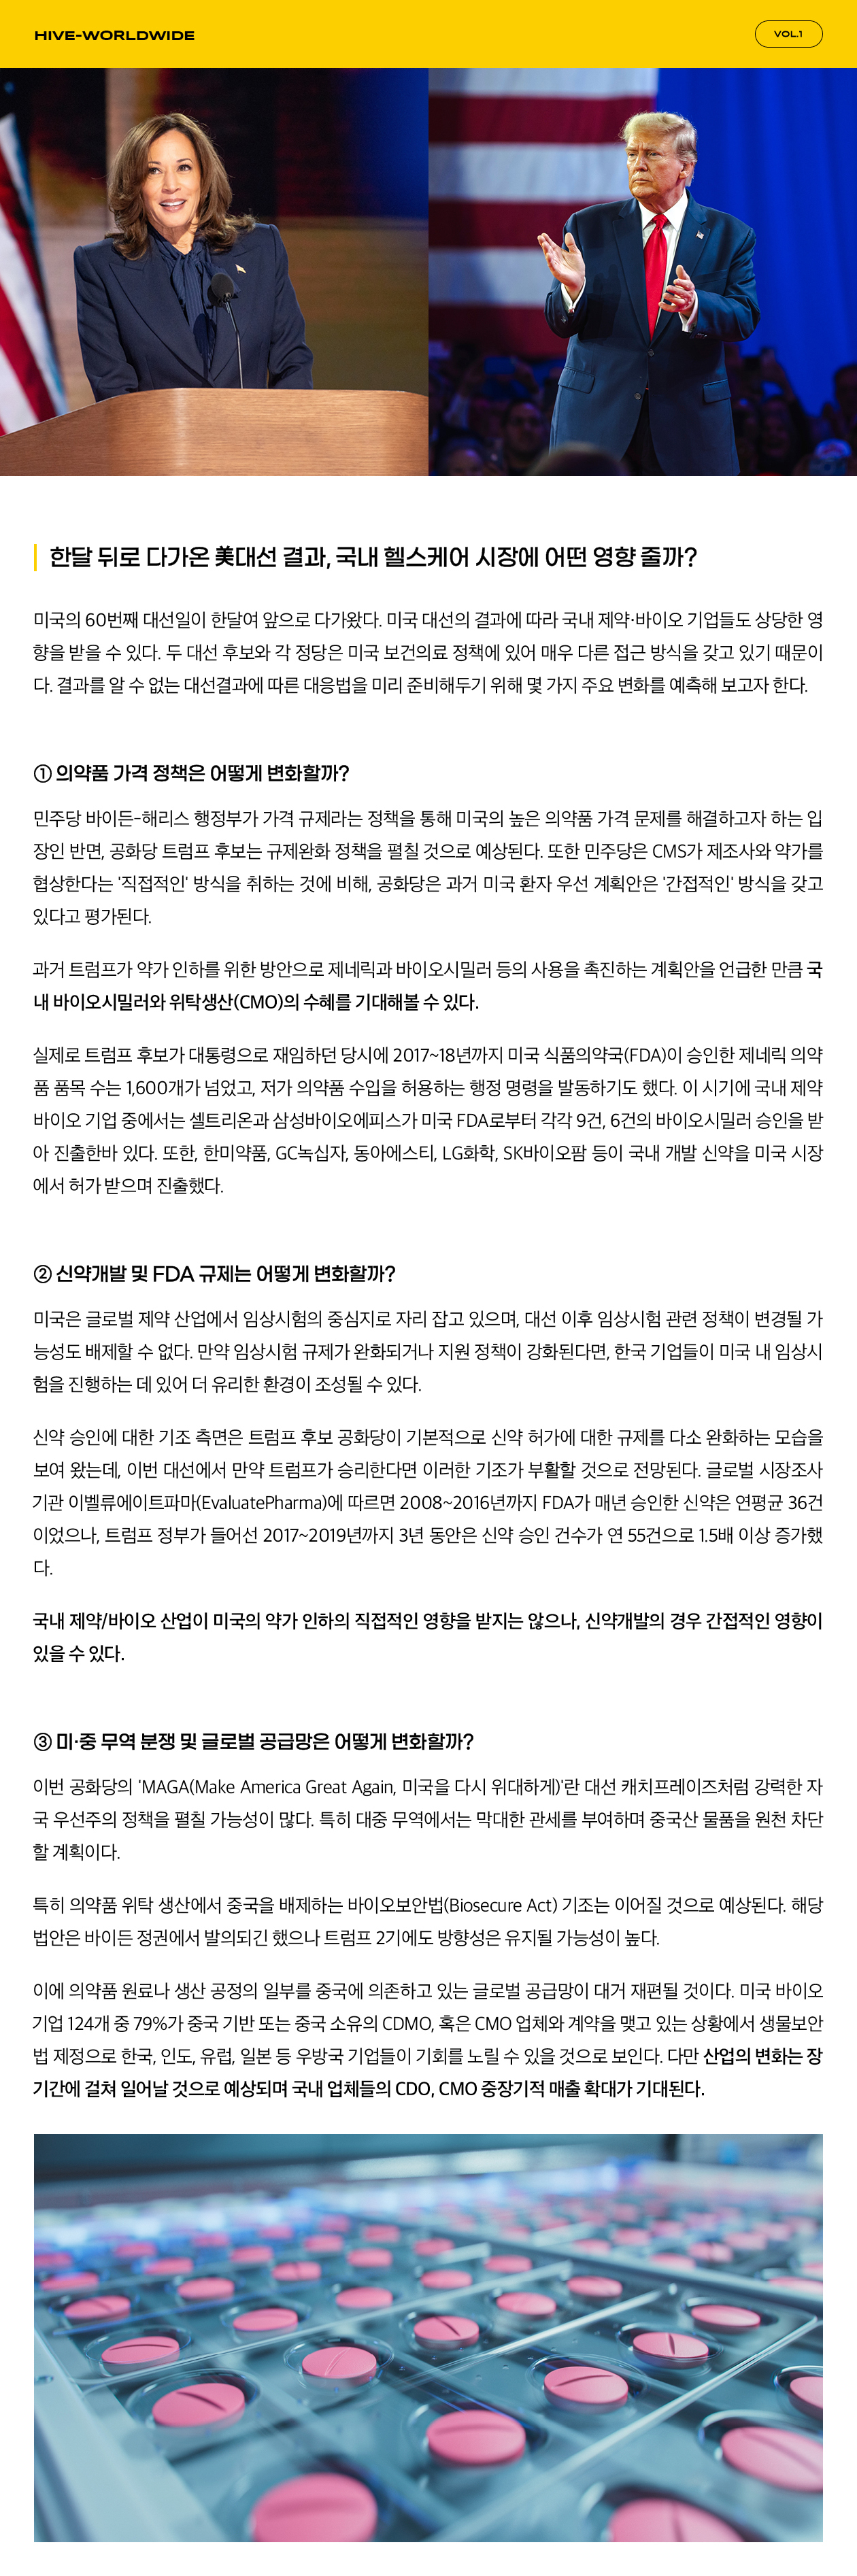 HIVE-WORLDWIDE
VOL.1
한달 뒤로 다가온 美대선 결과, 국내 헬스케어 시장에 어떤 영향 줄까?
미국의 60번째 대선일이 한달여 앞으로 다가왔다. 미국 대선의 결과에 따라 국내 제약·바이오 기업들도 상당한 영
향을 받을 수 있다. 두 대선 후보와 각 정당은 미국 보건의료 정책에 있어 매우 다른 접근 방식을 갖고 있기 때문이
다. 결과를 알 수 없는 대선결과에 따른 대응법을 미리 준비해두기 위해 몇 가지 주요 변화를 예측해 보고자 한다.
① 의약품 가격 정책은 어떻게 변화할까?
민주당 바이든-해리스 행정부가 가격 규제라는 정책을 통해 미국의 높은 의약품 가격 문제를 해결하고자 하는 입
장인 반면, 공화당 트럼프 후보는 규제완화 정책을 펼칠 것으로 예상된다. 또한 민주당은 CMS가 제조사와 약가를
협상한다는 '직접적인' 방식을 취하는 것에 비해, 공화당은 과거 미국 환자 우선 계획안은 '간접적인' 방식을 갖고
있다고 평가된다.
과거 트럼프가 약가 인하를 위한 방안으로 제네릭과 바이오시밀러 등의 사용을 촉진하는 계획안을 언급한 만큼 국
내 바이오시밀러와 위탁생산(CMO)의 수혜를 기대해볼 수 있다.
실제로 트럼프 후보가 대통령으로 재임하던 당시에 2017~18년까지 미국 식품의약국(FDA)이 승인한 제네릭 의약
품 품목 수는 1,600개가 넘었고, 저가 의약품 수입을 허용하는 행정 명령을 발동하기도 했다. 이 시기에 국내 제약
바이오 기업 중에서는 셀트리온과 삼성바이오에피스가 미국 FDA로부터 각각 9건, 6건의 바이오시밀러 승인을 받
아 진출한바 있다. 또한, 한미약품, GC녹십자, 동아에스티, LG화학, SK바이오팜 등이 국내 개발 신약을 미국 시장
에서 허가 받으며 진출했다.
② 신약개발 및 FDA 규제는 어떻게 변화할까?
미국은 글로벌 제약 산업에서 임상시험의 중심지로 자리 잡고 있으며, 대선 이후 임상시험 관련 정책이 변경될 가
능성도 배제할 수 없다. 만약 임상시험 규제가 완화되거나 지원 정책이 강화된다면, 한국 기업들이 미국 내 임상시
험을 진행하는 데 있어 더 유리한 환경이 조성될 수 있다.
신약 승인에 대한 기조 측면은 트럼프 후보 공화당이 기본적으로 신약 허가에 대한 규제를 다소 완화하는 모습을
보여 왔는데, 이번 대선에서 만약 트럼프가 승리한다면 이러한 기조가 부활할 것으로 전망된다. 글로벌 시장조사
기관 이벨류에이트파마(EvaluatePharma)에 따르면 2008~2016년까지 FDA가 매년 승인한 신약은 연평균 36건
이었으나, 트럼프 정부가 들어선 2017~2019년까지 3년 동안은 신약 승인 건수가 연 55건으로 1.5배 이상 증가했
다.
국내 제약/바이오 산업이 미국의 약가 인하의 직접적인 영향을 받지는 않으나, 신약개발의 경우 간접적인 영향이
있을 수 있다.
③ 미·중 무역 분쟁 및 글로벌 공급망은 어떻게 변화할까?
이번 공화당의 'MAGA(Make America Great Again, 미국을 다시 위대하게)'란 대선 캐치프레이즈처럼 강력한 자
국 우선주의 정책을 펼칠 가능성이 많다. 특히 대중 무역에서는 막대한 관세를 부여하며 중국산 물품을 원천 차단
할 계획이다.
특히 의약품 위탁 생산에서 중국을 배제하는 바이오보안법(Biosecure Act) 기조는 이어질 것으로 예상된다. 해당
법안은 바이든 정권에서 발의되긴 했으나 트럼프 2기에도 방향성은 유지될 가능성이 높다.
이에 의약품 원료나 생산 공정의 일부를 중국에 의존하고 있는 글로벌 공급망이 대거 재편될 것이다. 미국 바이오
기업 124개 중 79%가 중국 기반 또는 중국 소유의 CDMO, 혹은 CMO 업체와 계약을 맺고 있는 상황에서 생물보안
법 제정으로 한국, 인도, 유럽, 일본 등 우방국 기업들이 기회를 노릴 수 있을 것으로 보인다. 다만 산업의 변화는 장
기간에 걸쳐 일어날 것으로 예상되며 국내 업체들의 CDO, CMO 중장기적 매출 확대가 기대된다.